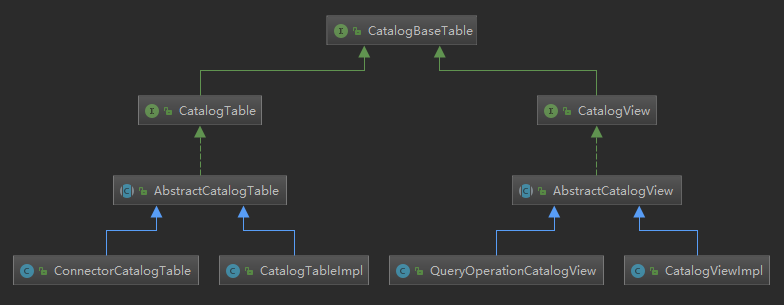 I CatalogBaseTable
I CatalogTable
I CatalogView
C AbstractCatalogTable
C AbstractCatalogView
C ConnectorCatalogTable
C CatalogTableImpl
C QueryOperationCatalogView
C CatalogViewImpl